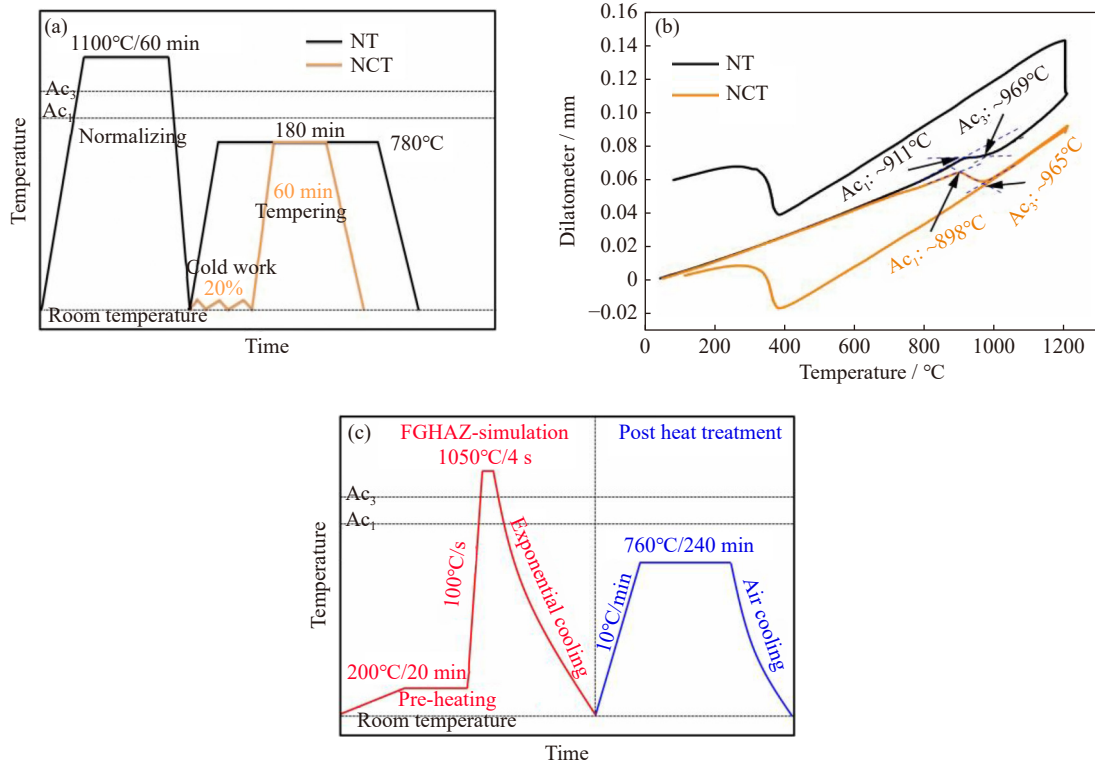 (a)
1100°C/60 min
NT
NCT
Ac₃
Ac₁
Normalizing
180 min
780°C
60 min
Tempering
Cold work
20%
Room temperature
Temperature
Time
(b)
0.16
0.14
0.12
0.10
0.08
0.06
0.04
0.02
0
−0.02
NT
NCT
Ac₃: ~969°C
Ac₁: ~911°C
Ac₃: ~965°C
Ac₁: ~898°C
Dilatometer / mm
0 200 400 600 800 1000 1200
Temperature / °C
(c)
FGHAZ-simulation
Post heat treatment
1050°C/4 s
Ac₃
Ac₁
100°C/s
Exponential cooling
760°C/240 min
10°C/min
Air cooling
200°C/20 min
Pre-heating
Room temperature
Temperature
Time